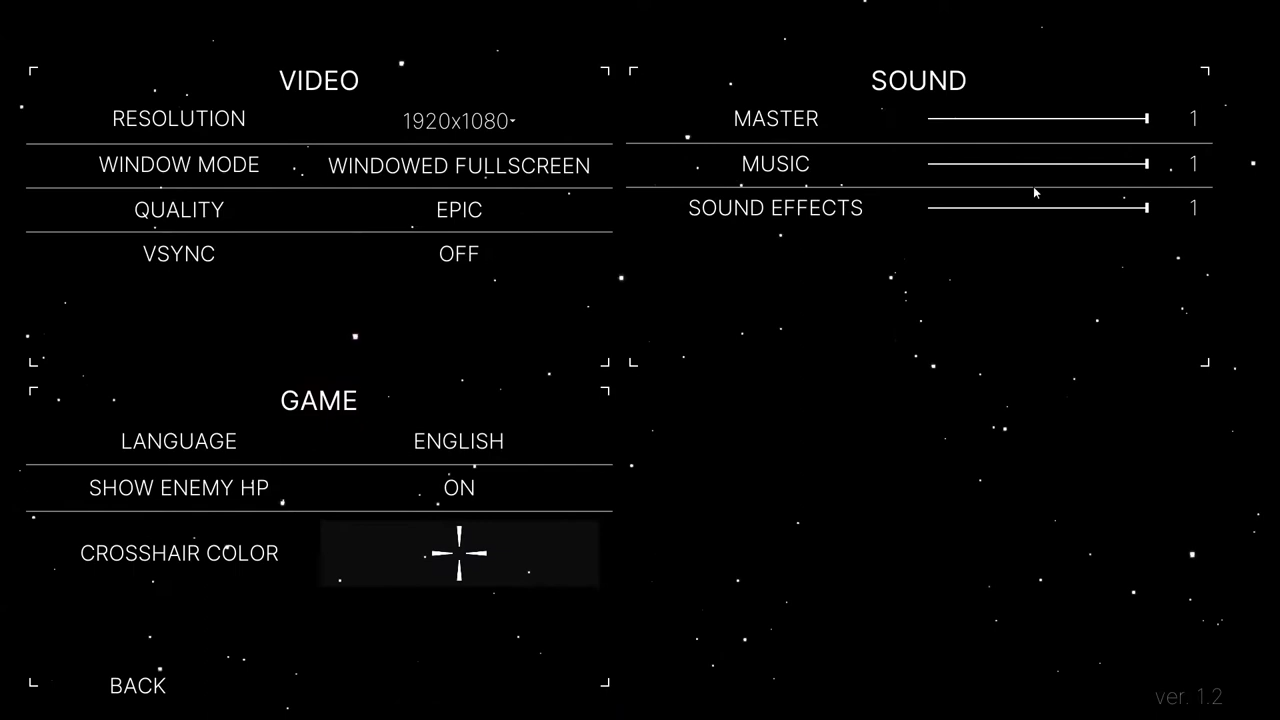 VIDEO
RESOLUTION 1920x1080
WINDOW MODE WINDOWED FULLSCREEN
QUALITY EPIC
VSYNC OFF
SOUND
MASTER 1
MUSIC 1
SOUND EFFECTS 1
GAME
LANGUAGE ENGLISH
SHOW ENEMY HP ON
CROSSHAIR COLOR
BACK
ver. 1.2